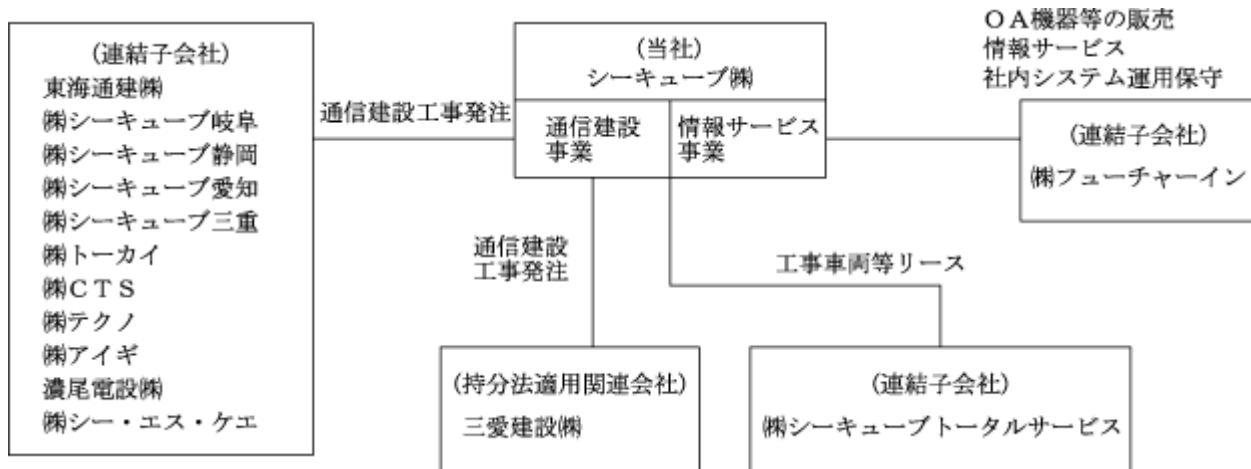 (連結子会社)
東海通建㈱
㈱シーキューブ岐阜
㈱シーキューブ静岡
㈱シーキューブ愛知
㈱シーキューブ三重
㈱トーカイ
㈱ＣＴＳ
㈱テクノ
㈱アイギ
濃尾電設㈱
㈱シー・エス・ケエ
通信建設工事発注
(当社)
シーキューブ㈱
通信建設
事業
情報サービス
事業
ＯＡ機器等の販売
情報サービス
社内システム運用保守
(連結子会社)
㈱フューチャーイン
通信建設
工事発注
工事車両等リース
(持分法適用関連会社)
三愛建設㈱
(連結子会社)
㈱シーキューブトータルサービス